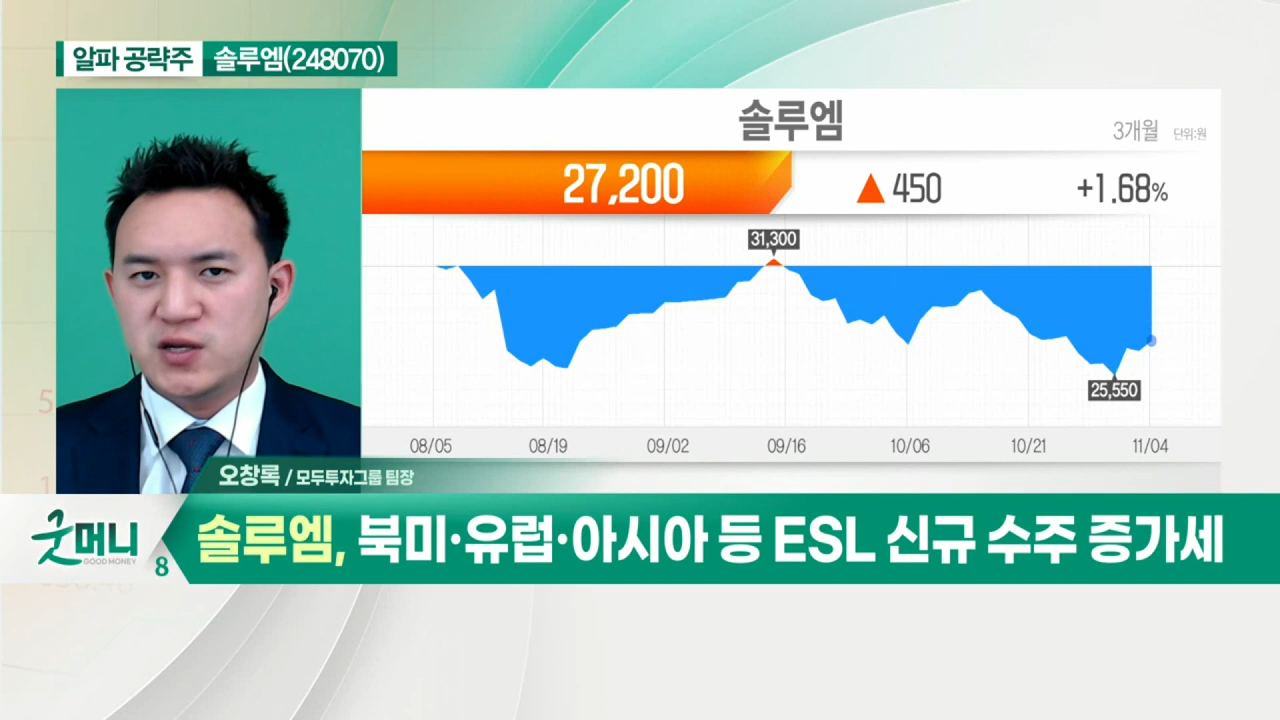 알파 공략주 솔루엠(248070)
솔루엠
3개월 단위:원
27,200 ▲450 +1.68%
31,300
25,550
08/05 08/19 09/02 09/16 10/06 10/21 11/04
오창록 / 모두투자그룹 팀장
굿머니
GOOD MONEY
8
솔루엠, 북미·유럽·아시아 등 ESL 신규 수주 증가세